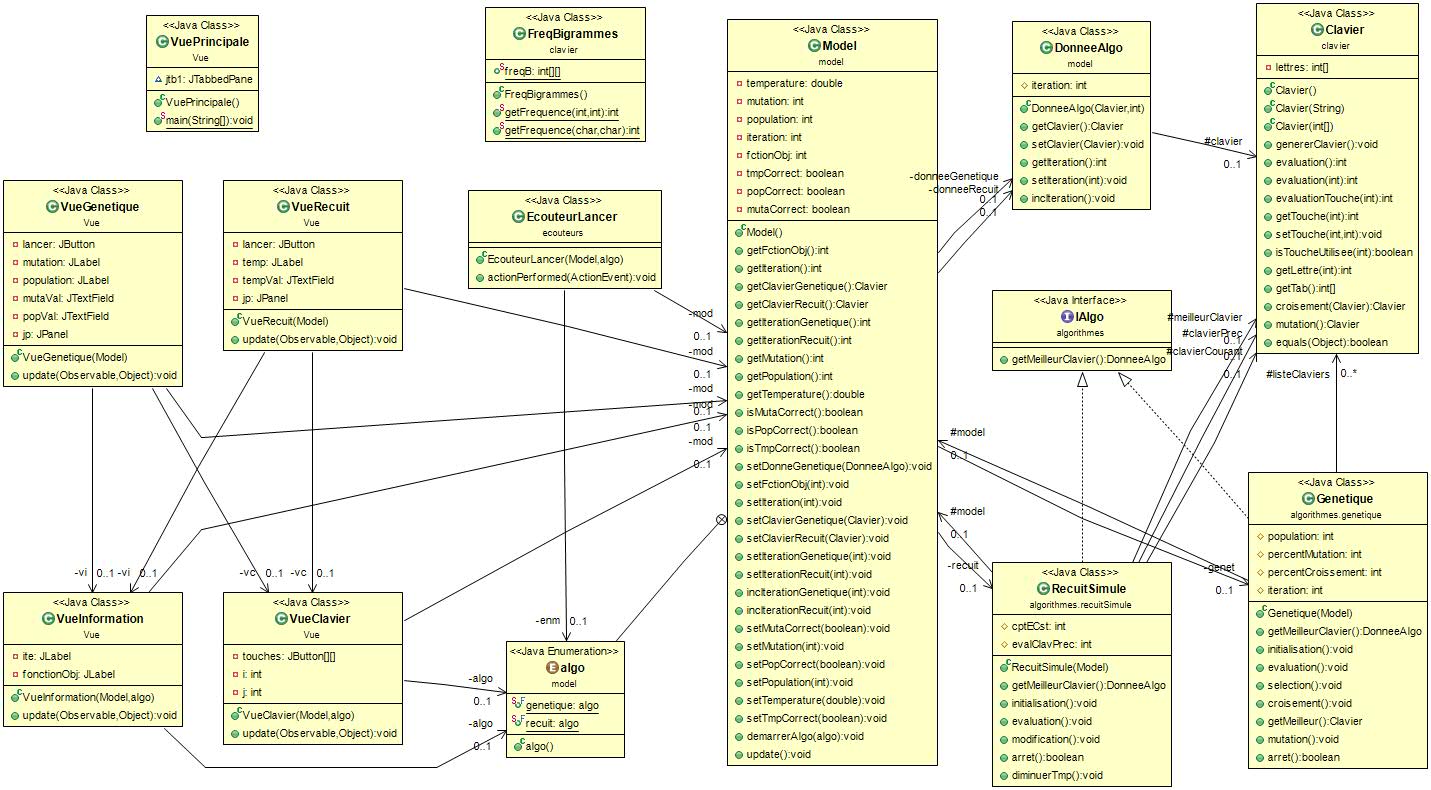 <<Java Class>>
VuePrincipale
Vue
jtb1: JTabbedPane
VuePrincipale()
main(String[]):void
<<Java Class>>
FreqBigrammes
clavier
freqB: int[][]
FreqBigrammes()
getFrequence(int,int):int
getFrequence(char,char):int
<<Java Class>>
Model
model
temperature: double
mutation: int
population: int
iteration: int
fctionObj: int
tmpCorrect: boolean
popCorrect: boolean
mutaCorrect: boolean
Model()
getFctionObj():int
getIteration():int
getClavierGenetique():Clavier
getClavierRecuit():Clavier
getIterationGenetique():int
getIterationRecuit():int
getMutation():int
getPopulation():int
getTemperature():double
isMutaCorrect():boolean
isPopCorrect():boolean
isTmpCorrect():boolean
setDonneGenetique(DonneeAlgo):void
setFctionObj(int):void
setIteration(int):void
setClavierGenetique(Clavier):void
setClavierRecuit(Clavier):void
setIterationGenetique(int):void
setIterationRecuit(int):void
incIterationGenetique(int):void
incIterationRecuit(int):void
setMutaCorrect(boolean):void
setMutation(int):void
setPopCorrect(boolean):void
setPopulation(int):void
setTemperature(double):void
setTmpCorrect(boolean):void
demarrerAlgo(algo):void
update():void
<<Java Class>>
DonneeAlgo
model
iteration: int
DonneeAlgo(Clavier,int)
getClavier():Clavier
setClavier(Clavier):void
getIteration():int
setIteration(int):void
incIteration():void
<<Java Class>>
Clavier
clavier
lettres: int[]
Clavier()
Clavier(String)
Clavier(int[])
genererClavier():void
evaluation():int
evaluation(int):int
evaluationTouche(int):int
getTouche(int):int
setTouche(int,int):void
isToucheUtilisee(int):boolean
getLettre(int):int
getTab():int[]
croisement(Clavier):Clavier
mutation():Clavier
equals(Object):boolean
#clavier
0..1
-donneeGenetique
-donneeRecuit
0..1
0..1
<<Java Class>>
VueGenetique
Vue
lancer: JButton
mutation: JLabel
population: JLabel
mutaVal: JTextField
popVal: JTextField
jp: JPanel
VueGenetique(Model)
update(Observable,Object):void
<<Java Class>>
VueRecuit
Vue
lancer: JButton
temp: JLabel
tempVal: JTextField
jp: JPanel
VueRecuit(Model)
update(Observable,Object):void
<<Java Class>>
EcouteurLancer
ecouteurs
EcouteurLancer(Model,algo)
actionPerformed(ActionEvent):void
-mod
0..1
-mod
0..1
-mod
0..1
-mod
0..1
-mod
0..1
<<Java Interface>>
IAlgo
algorithmes
getMeilleurClavier():DonneeAlgo
#meilleurClavier
#clavierPrec
0..1
#clavierCourant
0..1
0..1
#listeClaviers
0..*
#model
0..1
#model
-recuit
0..1
-genet
0..1
-vi
0..1
-vi
0..1
-vc
0..1
-vc
0..1
<<Java Class>>
VueInformation
Vue
ite: JLabel
fonctionObj: JLabel
VueInformation(Model,algo)
update(Observable,Object):void
<<Java Class>>
VueClavier
Vue
touches: JButton[][]
i: int
j: int
VueClavier(Model,algo)
update(Observable,Object):void
-enm
0..1
-algo
0..1
-algo
0..1
<<Java Enumeration>>
algo
model
genetique: algo
recuit: algo
algo()
<<Java Class>>
RecuitSimule
algorithmes.recuitSimule
cptECst: int
evalClavPrec: int
RecuitSimule(Model)
getMeilleurClavier():DonneeAlgo
initialisation():void
evaluation():void
modification():void
arret():boolean
diminuerTmp():void
<<Java Class>>
Genetique
algorithmes.genetique
population: int
percentMutation: int
percentCroissement: int
iteration: int
Genetique(Model)
getMeilleurClavier():DonneeAlgo
initialisation():void
evaluation():void
selection():void
croisement():void
getMeilleur():Clavier
mutation():void
arret():boolean